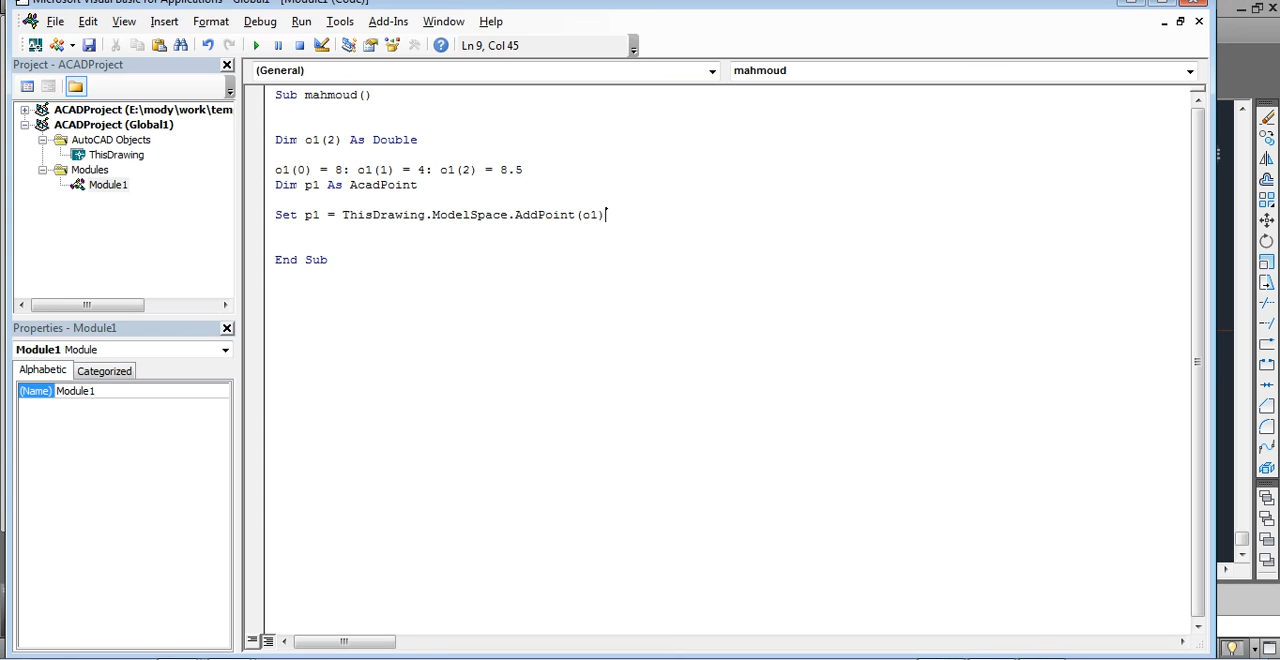 Microsoft Visual Basic for Applications - Global1 - [Module1 (Code)]
File Edit View Insert Format Debug Run Tools Add-Ins Window Help
Ln 9, Col 45
Project - ACADProject
(General)
mahmoud
ACADProject (E:\mody\work\tem
ACADProject (Global1)
AutoCAD Objects
ThisDrawing
Modules
Module1
Properties - Module1
Module1 Module
Alphabetic Categorized
(Name) Module1
Sub mahmoud()
Dim o1(2) As Double
o1(0) = 8: o1(1) = 4: o1(2) = 8.5
Dim p1 As AcadPoint
Set p1 = ThisDrawing.ModelSpace.AddPoint(o1)
End Sub